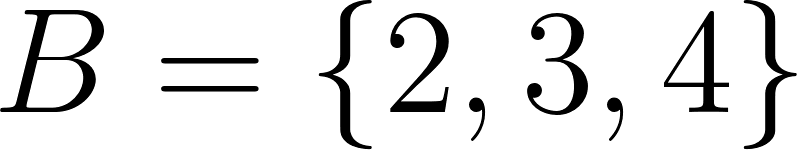 B = {2, 3, 4}